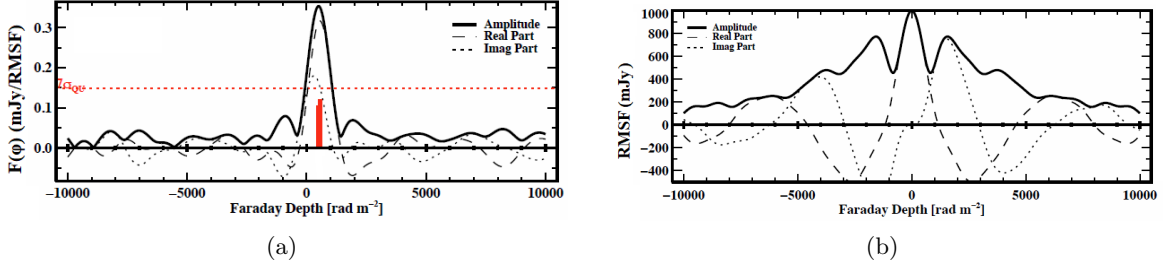 Amplitude
Real Part
Imag Part
F(φ) (mJy/RMSF)
0.3
0.2
0.1
0.0
−10000 −5000 0 5000 10000
Faraday Depth [rad m⁻²]
(a)
Amplitude
Real Part
Imag Part
RMSF (mJy)
1000
800
600
400
200
0
−200
−400
−10000 −5000 0 5000 10000
Faraday Depth [rad m⁻²]
(b)